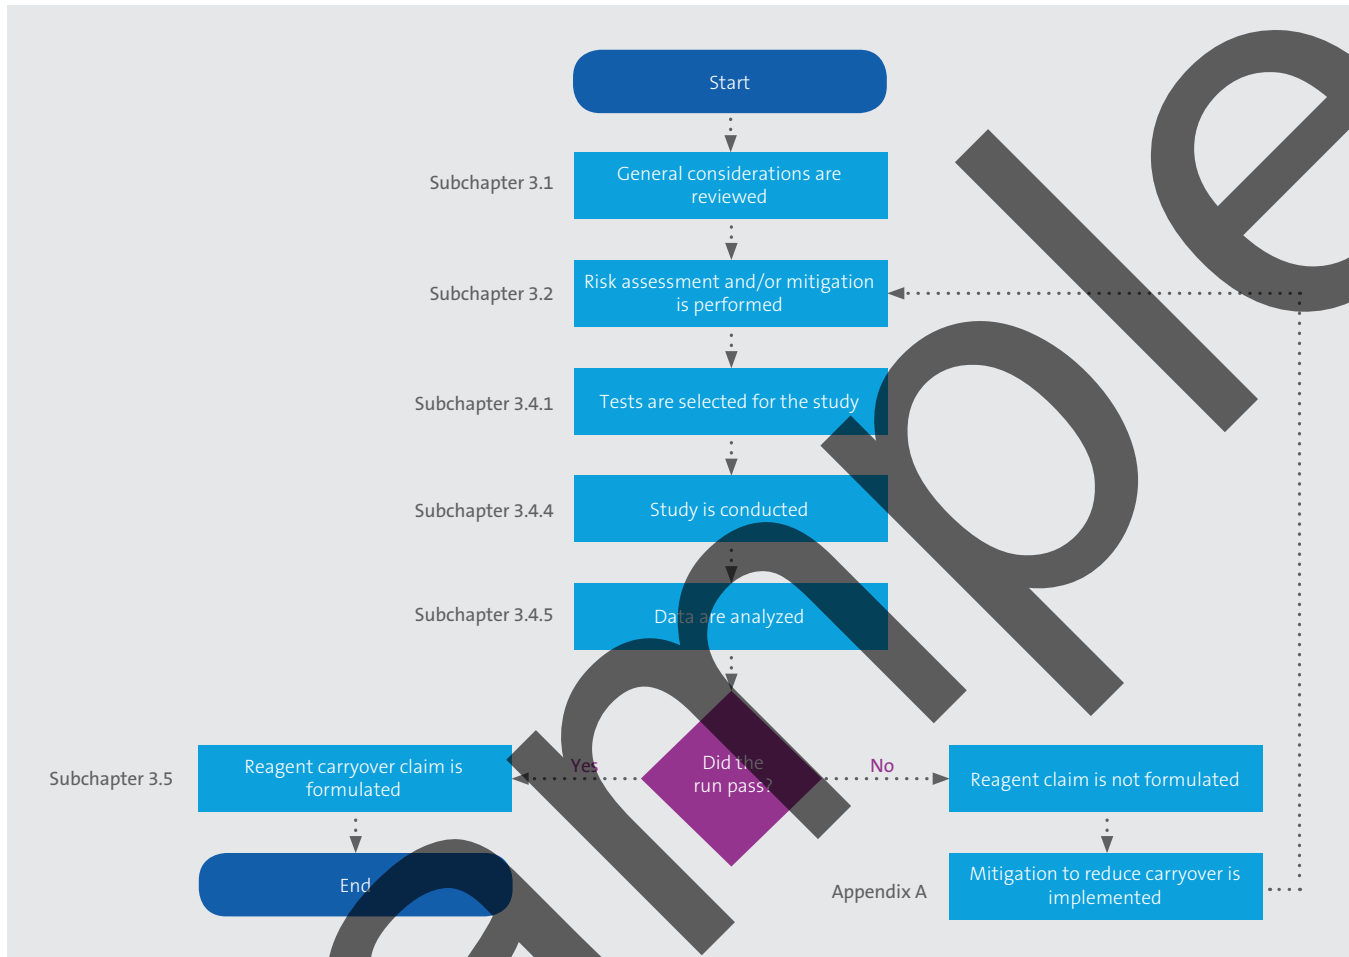 Start
Subchapter 3.1
General considerations are
reviewed
Subchapter 3.2
Risk assessment and/or mitigation
is performed
Subchapter 3.4.1
Tests are selected for the study
Subchapter 3.4.4
Study is conducted
Subchapter 3.4.5
Data are analyzed
Did the
run pass?
Yes
No
Subchapter 3.5
Reagent carryover claim is
formulated
Reagent claim is not formulated
End
Appendix A
Mitigation to reduce carryover is
implemented
ample